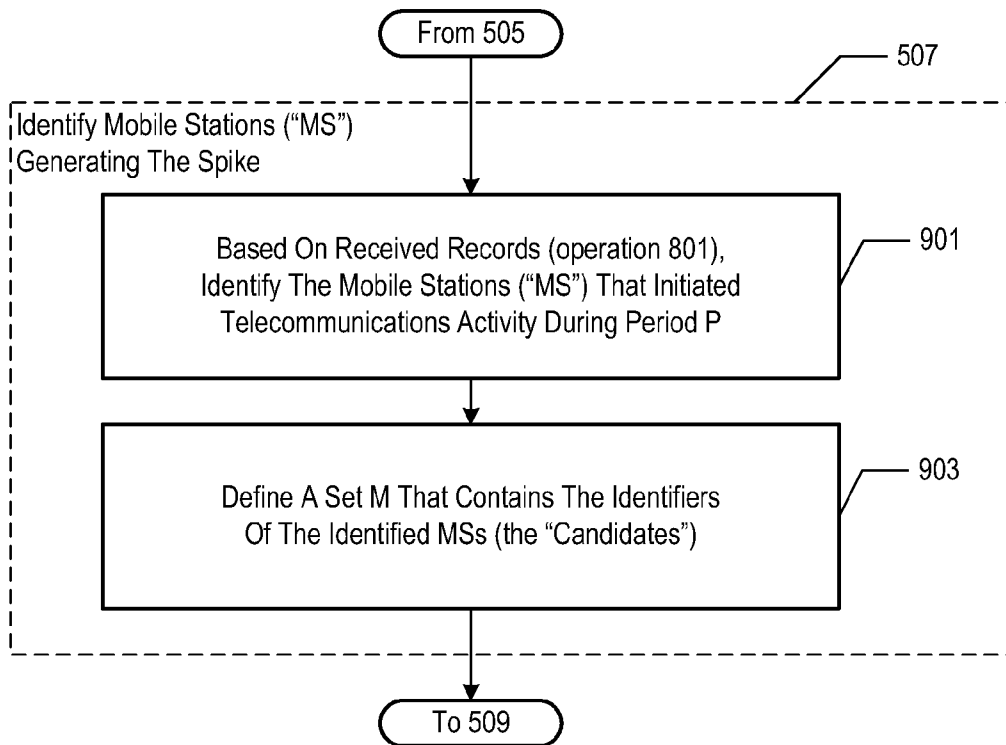 From 505
507
Identify Mobile Stations (“MS”)
Generating The Spike
Based On Received Records (operation 801),
Identify The Mobile Stations (“MS”) That Initiated
Telecommunications Activity During Period P
901
Define A Set M That Contains The Identifiers
Of The Identified MSs (the “Candidates”)
903
To 509